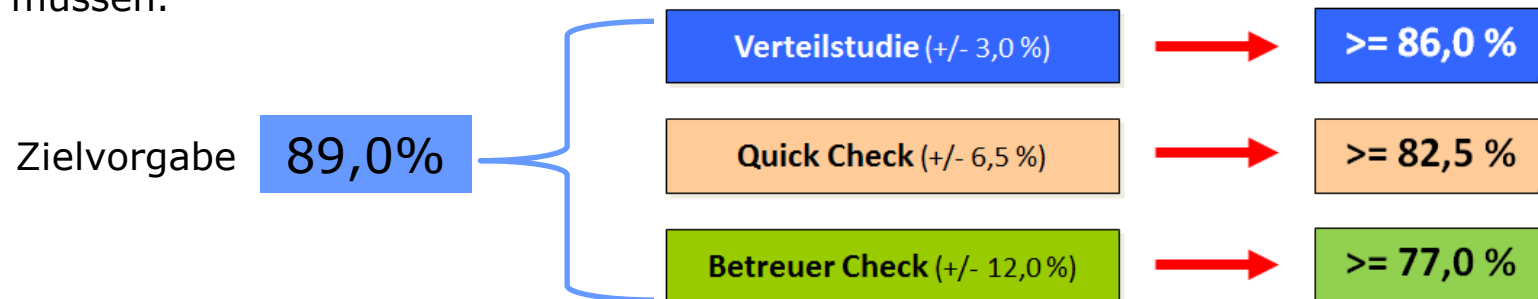 müssen.
Verteilstudie (+/- 3,0 %) >= 86,0 %
Zielvorgabe 89,0% Quick Check (+/- 6,5 %) >= 82,5 %
Betreuer Check (+/- 12,0 %) >= 77,0 %